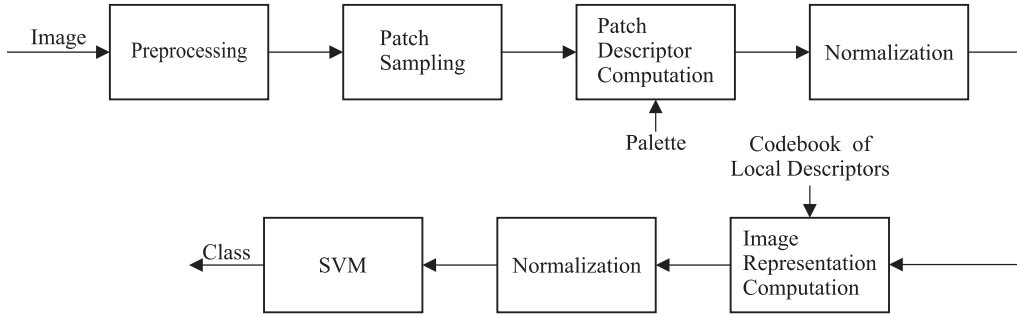 Image
Preprocessing
Patch
Sampling
Patch
Descriptor
Computation
Normalization
Palette
Codebook of
Local Descriptors
Image
Representation
Computation
Normalization
SVM
Class